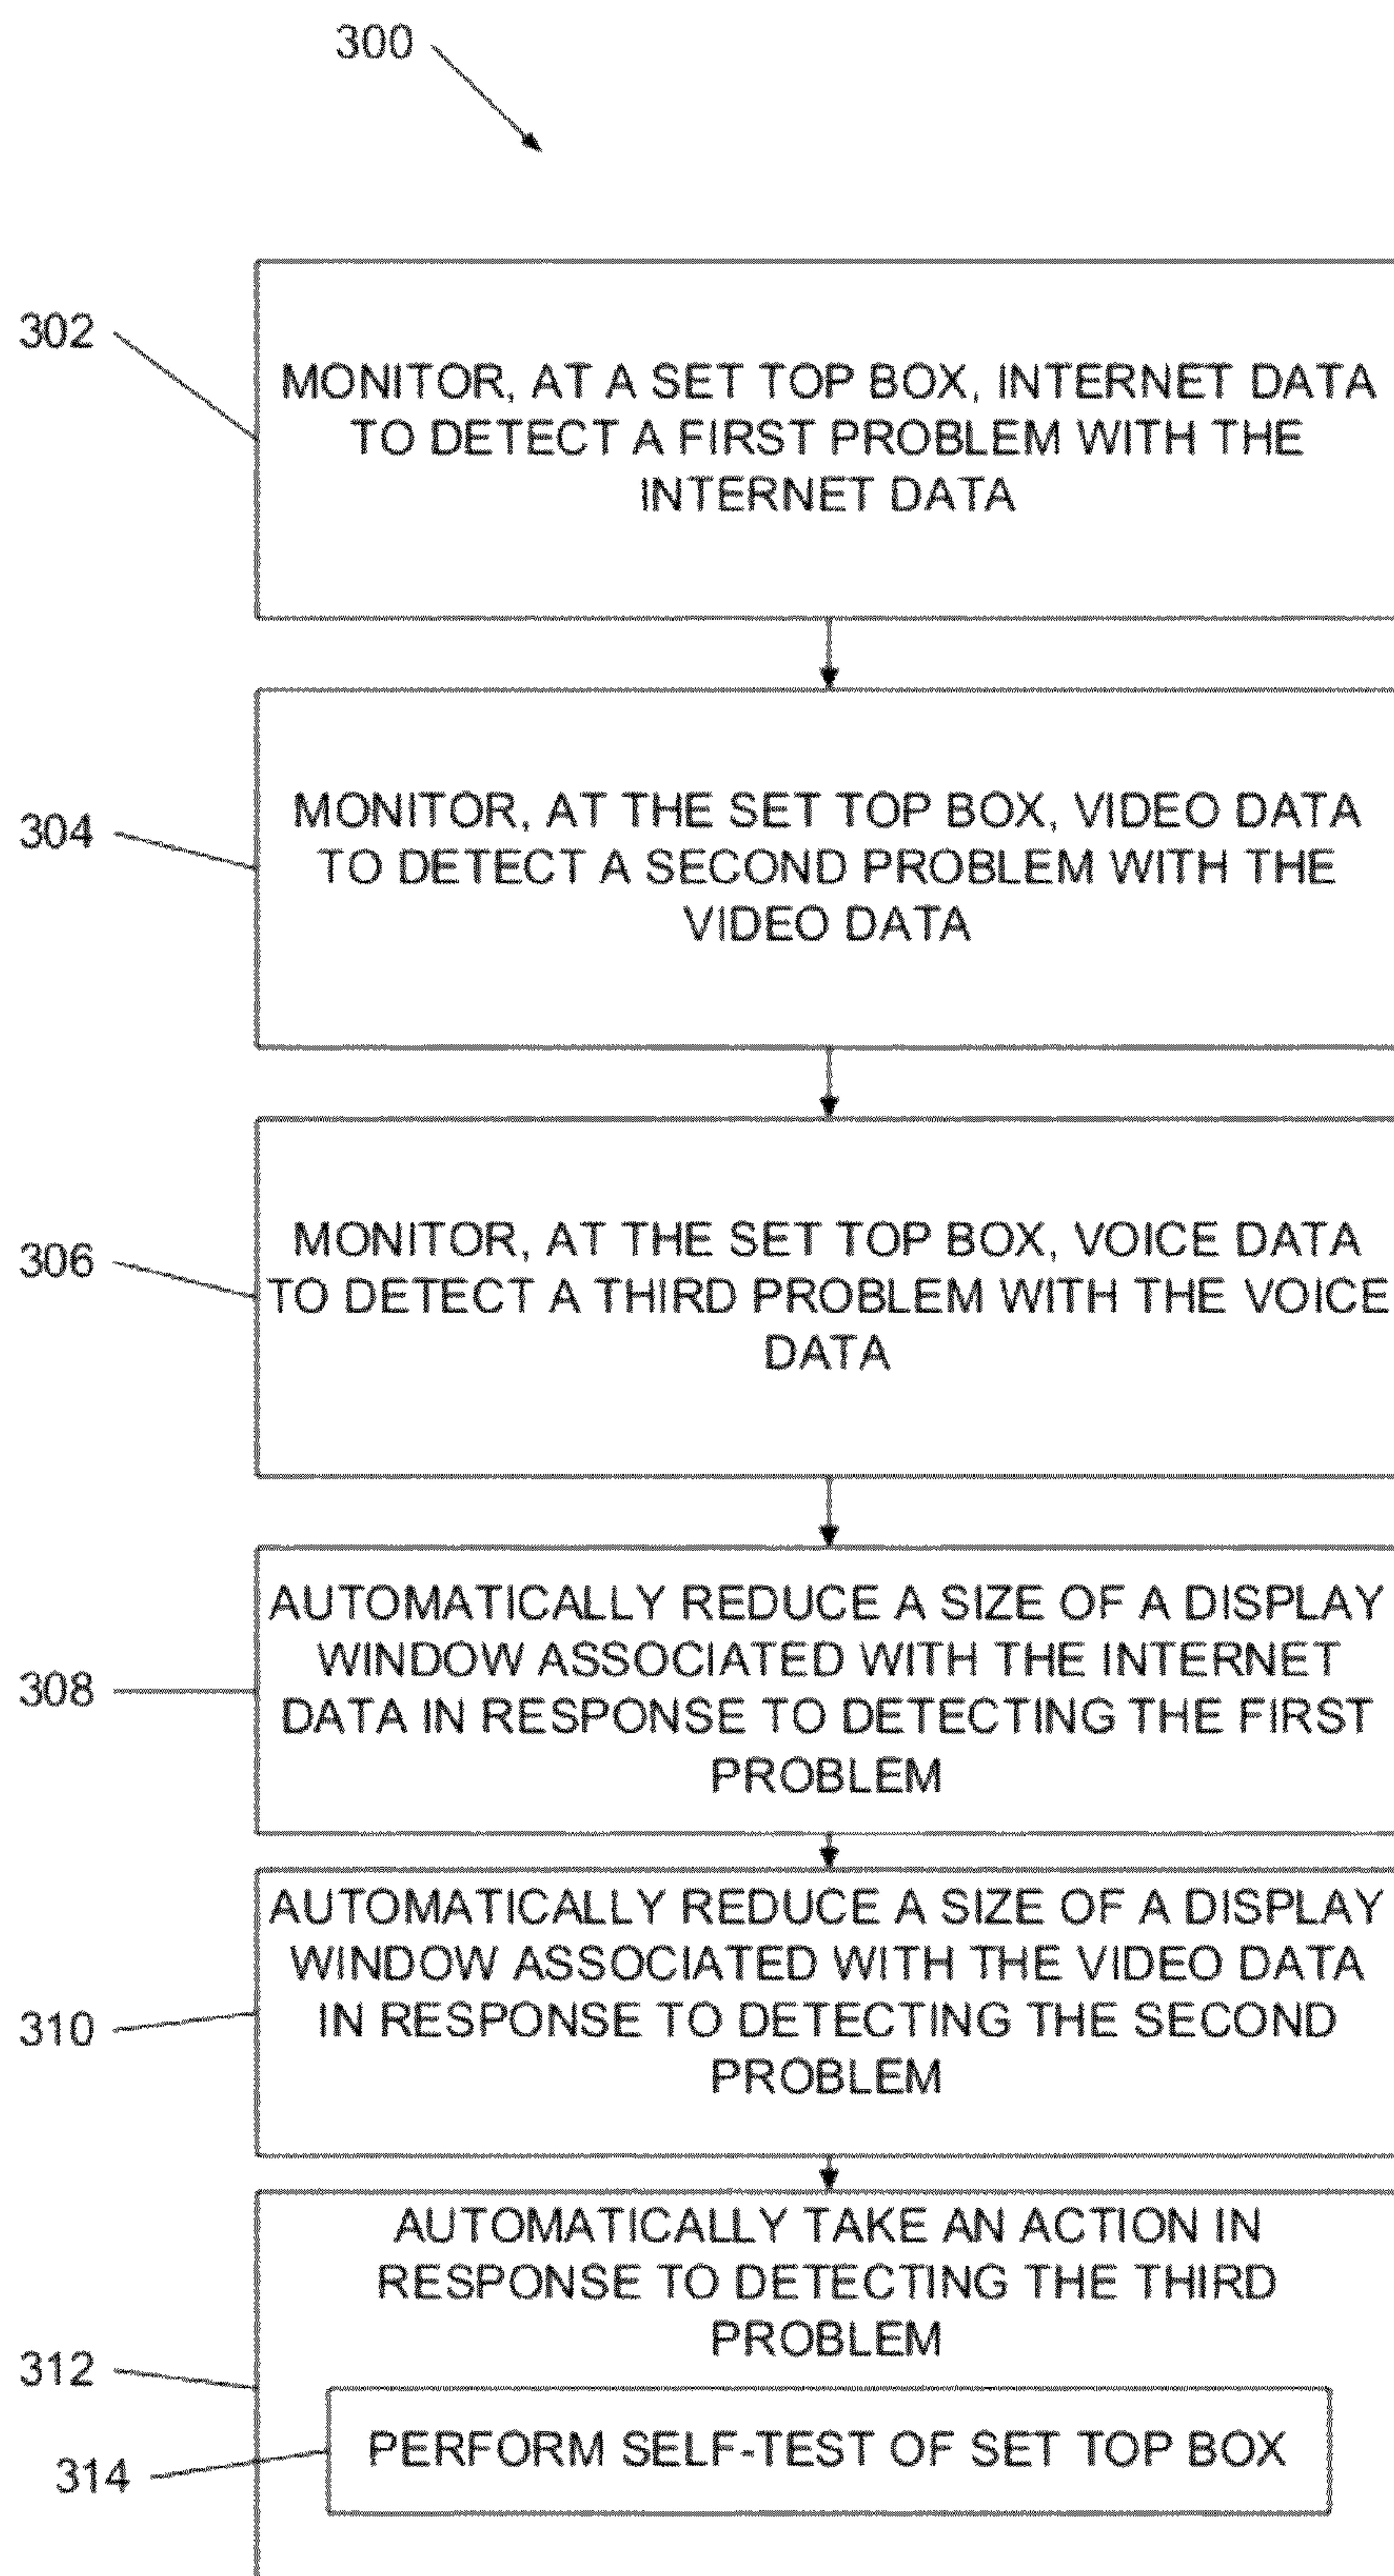 300
302
MONITOR, AT A SET TOP BOX, INTERNET DATA
TO DETECT A FIRST PROBLEM WITH THE
INTERNET DATA
304
MONITOR, AT THE SET TOP BOX, VIDEO DATA
TO DETECT A SECOND PROBLEM WITH THE
VIDEO DATA
306
MONITOR, AT THE SET TOP BOX, VOICE DATA
TO DETECT A THIRD PROBLEM WITH THE VOICE
DATA
308
AUTOMATICALLY REDUCE A SIZE OF A DISPLAY
WINDOW ASSOCIATED WITH THE INTERNET
DATA IN RESPONSE TO DETECTING THE FIRST
PROBLEM
310
AUTOMATICALLY REDUCE A SIZE OF A DISPLAY
WINDOW ASSOCIATED WITH THE VIDEO DATA
IN RESPONSE TO DETECTING THE SECOND
PROBLEM
312
AUTOMATICALLY TAKE AN ACTION IN
RESPONSE TO DETECTING THE THIRD
PROBLEM
314
PERFORM SELF-TEST OF SET TOP BOX